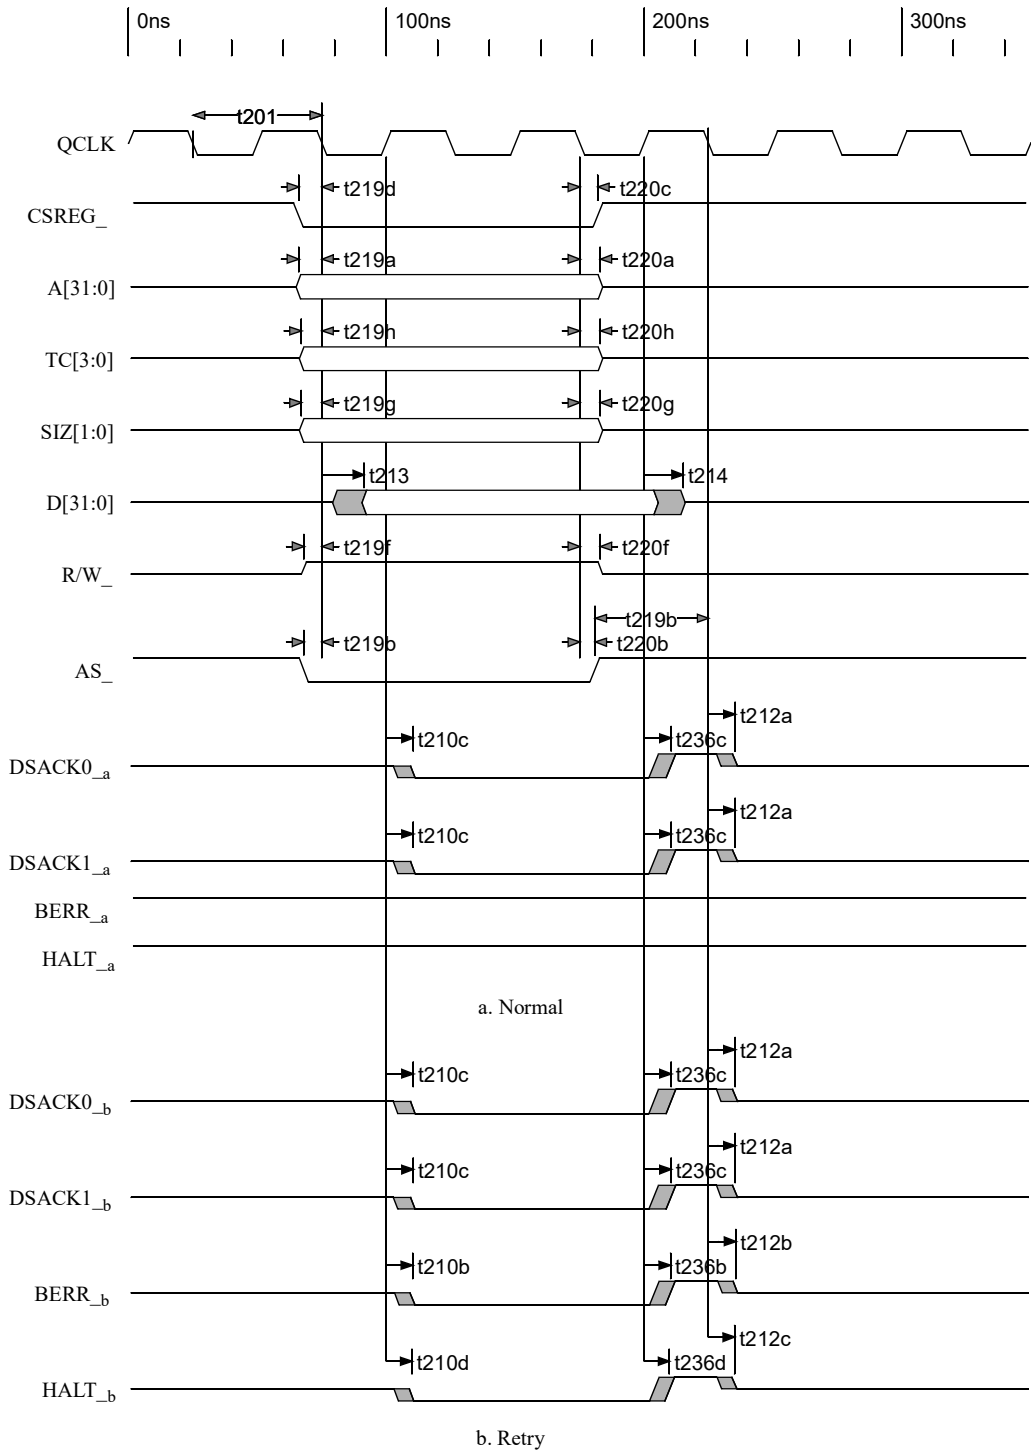 0ns 100ns 200ns 300ns
t201
QCLK
t219d t220c
CSREG_
t219a t220a
A[31:0]
t219h t220h
TC[3:0]
t219g t220g
SIZ[1:0]
t213 t214
D[31:0]
t219f t220f
R/W_
t219b
t219b t220b
AS_
t212a
t210c t236c
DSACK0_a
t212a
t210c t236c
DSACK1_a
BERR_a
HALT_a
a. Normal
t212a
t210c t236c
DSACK0_b
t212a
t210c t236c
DSACK1_b
t212b
t210b t236b
BERR_b
t212c
t210d t236d
HALT_b
b. Retry